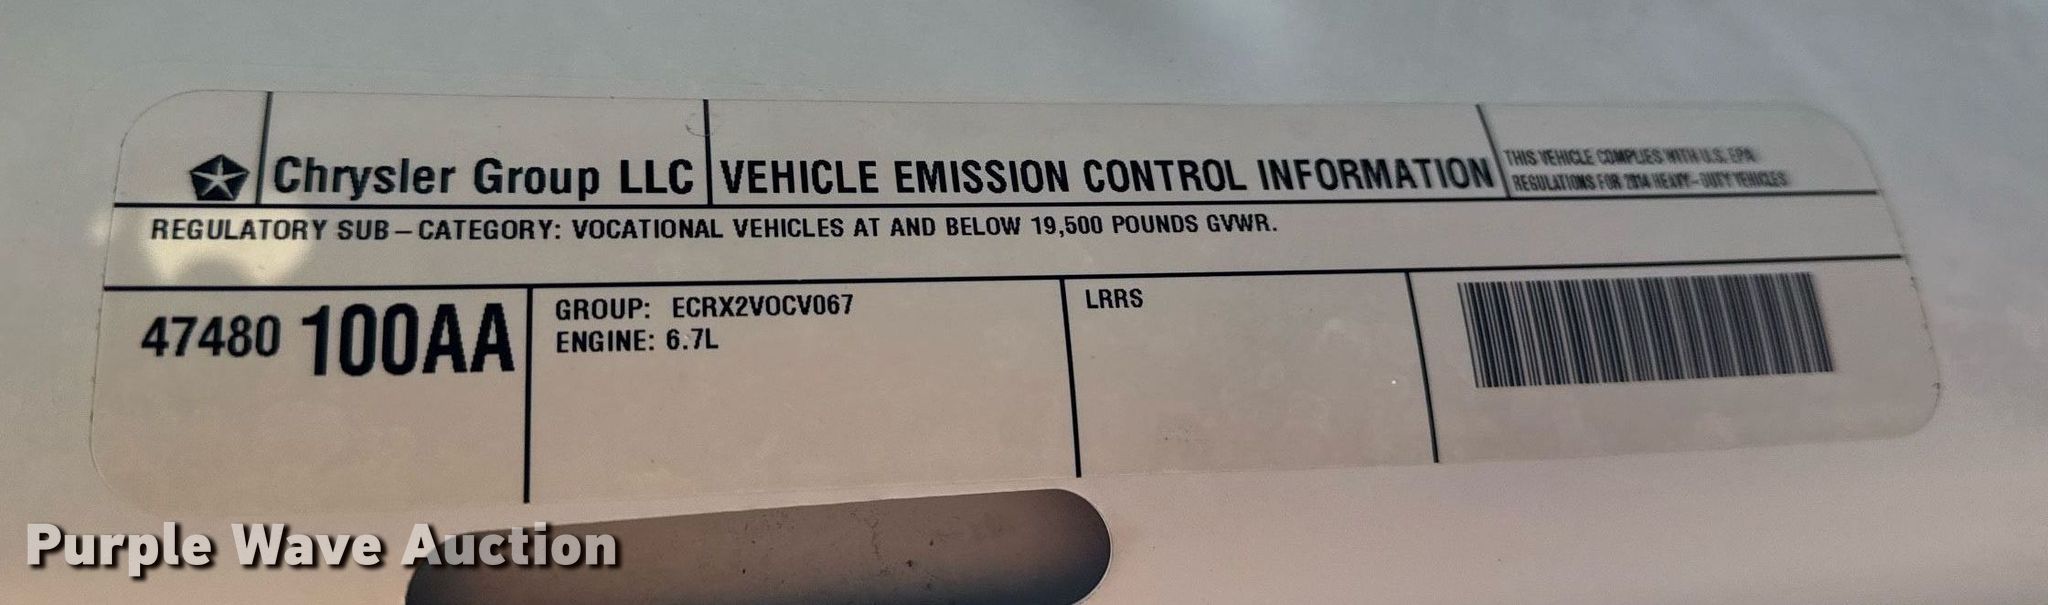 Chrysler Group LLC
VEHICLE EMISSION CONTROL INFORMATION
THIS VEHICLE COMPLIES WITH U.S. EPA
REGULATIONS FOR 2014 HEAVY-DUTY VEHICLES
REGULATORY SUB-CATEGORY: VOCATIONAL VEHICLES AT AND BELOW 19,500 POUNDS GVWR.
47480 100AA
GROUP: ECRX2VOCV067
ENGINE: 6.7L
LRRS
Purple Wave Auction